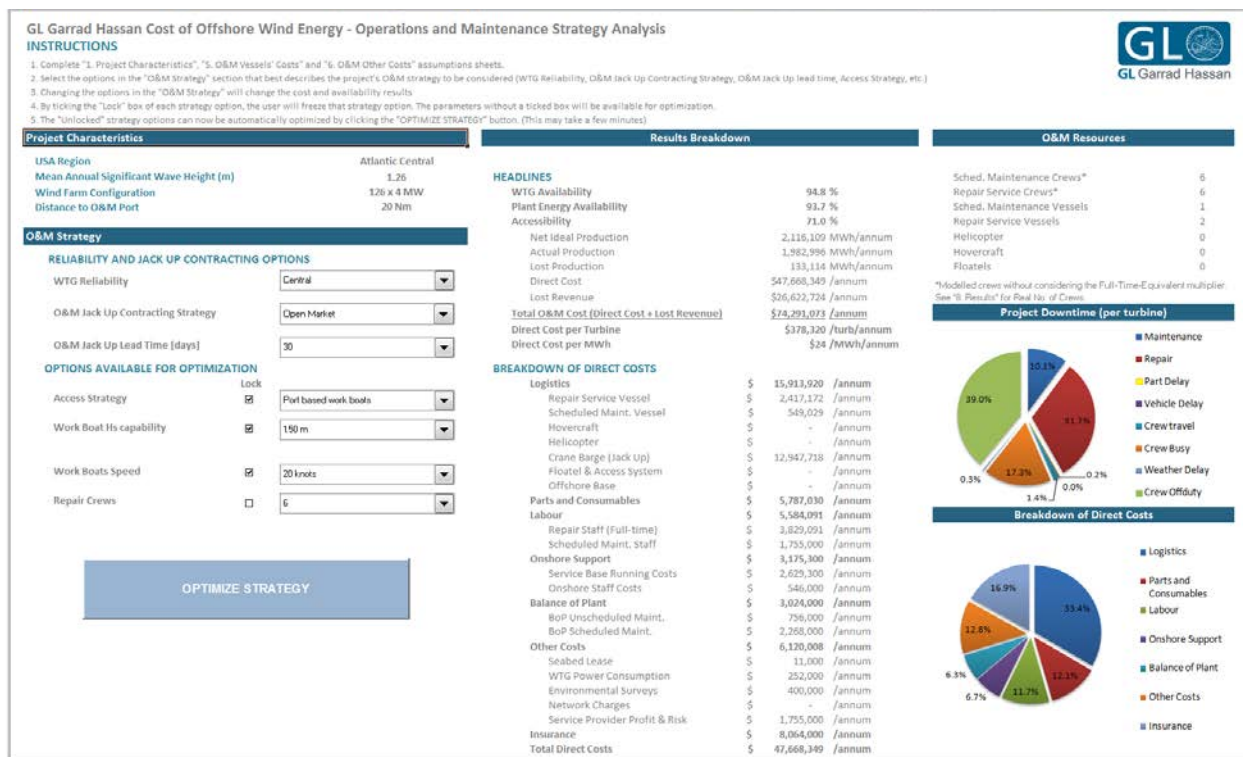 GL Garrad Hassan Cost of Offshore Wind Energy - Operations and Maintenance Strategy Analysis
INSTRUCTIONS
1. Complete "1. Project Characteristics", "5. O&M Vessels' Costs" and "6. O&M Other Costs" assumptions sheets.
2. Select the options in the "O&M Strategy" section that best describes the project's O&M strategy to be considered (WTG Reliability, O&M Jack Up Contracting Strategy, O&M Jack Up lead time, Access Strategy, etc.)
3. Changing the options in the "O&M Strategy" will change the cost and availability results
4. By ticking the "Lock" box of each strategy option, the user will freeze that strategy option. The parameters without a ticked box will be available for optimization.
5. The "Unlocked" strategy options can now be automatically optimized by clicking the "OPTIMIZE STRATEGY" button. (This may take a few minutes)
GL
GL Garrad Hassan
Project Characteristics
USA Region Atlantic Central
Mean Annual Significant Wave Height (m) 1.26
Wind Farm Configuration 126 x 4 MW
Distance to O&M Port 20 Nm
O&M Strategy
RELIABILITY AND JACK UP CONTRACTING OPTIONS
WTG Reliability Central
O&M Jack Up Contracting Strategy Open Market
O&M Jack Up Lead Time [days] 30
OPTIONS AVAILABLE FOR OPTIMIZATION
Lock
Access Strategy Port based work boats
Work Boat Hs capability 1.50 m
Work Boats Speed 20 knots
Repair Crews 6
OPTIMIZE STRATEGY
Results Breakdown
HEADLINES
WTG Availability 94.8 %
Plant Energy Availability 93.7 %
Accessibility 71.0 %
Net Ideal Production 2,116,109 MWh/annum
Actual Production 1,982,996 MWh/annum
Lost Production 133,114 MWh/annum
Direct Cost $47,668,349 /annum
Lost Revenue $26,622,724 /annum
Total O&M Cost (Direct Cost + Lost Revenue) $74,291,073 /annum
Direct Cost per Turbine $378,320 /turb/annum
Direct Cost per MWh $24 /MWh/annum
BREAKDOWN OF DIRECT COSTS
Logistics $ 15,913,920 /annum
Repair Service Vessel $ 2,417,172 /annum
Scheduled Maint. Vessel $ 549,029 /annum
Hovercraft $ - /annum
Helicopter $ - /annum
Crane Barge (Jack Up) $ 12,947,718 /annum
Floatel & Access System $ - /annum
Offshore Base $ - /annum
Parts and Consumables $ 5,787,030 /annum
Labour $ 5,584,091 /annum
Repair Staff (Full-time) $ 3,829,091 /annum
Scheduled Maint. Staff $ 1,755,000 /annum
Onshore Support $ 3,175,300 /annum
Service Base Running Costs $ 2,629,300 /annum
Onshore Staff Costs $ 546,000 /annum
Balance of Plant $ 3,024,000 /annum
BoP Unscheduled Maint. $ 756,000 /annum
BoP Scheduled Maint. $ 2,268,000 /annum
Other Costs $ 6,120,008 /annum
Seabed Lease $ 11,000 /annum
WTG Power Consumption $ 252,000 /annum
Environmental Surveys $ 400,000 /annum
Network Charges $ - /annum
Service Provider Profit & Risk $ 1,755,000 /annum
Insurance $ 8,064,000 /annum
Total Direct Costs $ 47,668,349 /annum
O&M Resources
Sched. Maintenance Crews* 6
Repair Service Crews* 6
Sched. Maintenance Vessels 1
Repair Service Vessels 2
Helicopter 0
Hovercraft 0
Floatels 0
*Modelled crews without considering the Full-Time-Equivalent multiplier.
See "8. Results" for Real No. of Crews
Project Downtime (per turbine)
10.1%
31.7%
0.2%
0.0%
1.4%
17.3%
0.3%
39.0%
Maintenance
Repair
Part Delay
Vehicle Delay
Crew travel
Crew Busy
Weather Delay
Crew Offduty
Breakdown of Direct Costs
33.4%
12.1%
11.7%
6.7%
6.3%
12.8%
16.9%
Logistics
Parts and
Consumables
Labour
Onshore Support
Balance of Plant
Other Costs
Insurance